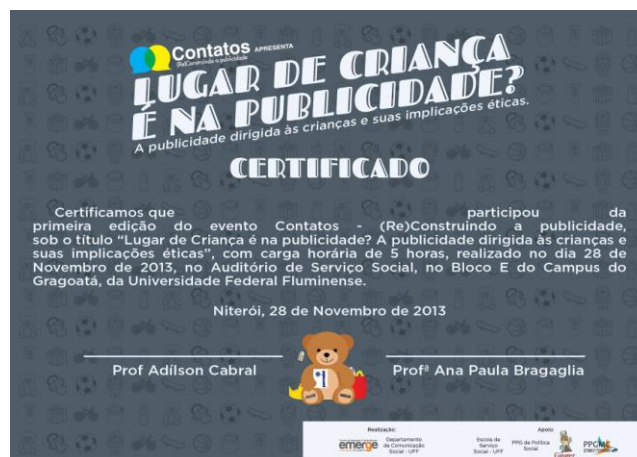 Contatos APRESENTA
(Re)Construindo a publicidade
LUGAR DE CRIANÇA
É NA PUBLICIDADE?
A publicidade dirigida às crianças e suas implicações éticas.
CERTIFICADO
Certificamos que participou da
primeira edição do evento Contatos - (Re)Construindo a publicidade,
sob o título “Lugar de Criança é na publicidade? A publicidade dirigida às crianças e
suas implicações éticas”, com carga horária de 5 horas, realizado no dia 28 de
Novembro de 2013, no Auditório de Serviço Social, no Bloco E do Campus do
Gragoatá, da Universidade Federal Fluminense.
Niterói, 28 de Novembro de 2013
Prof Adílson Cabral
Profª Ana Paula Bragaglia
Realização:
emerge
Departamento
de Comunicação
Social - UFF
Apoio:
Escola de
Serviço
Social - UFF
PPG de Política
Social
PPGMC